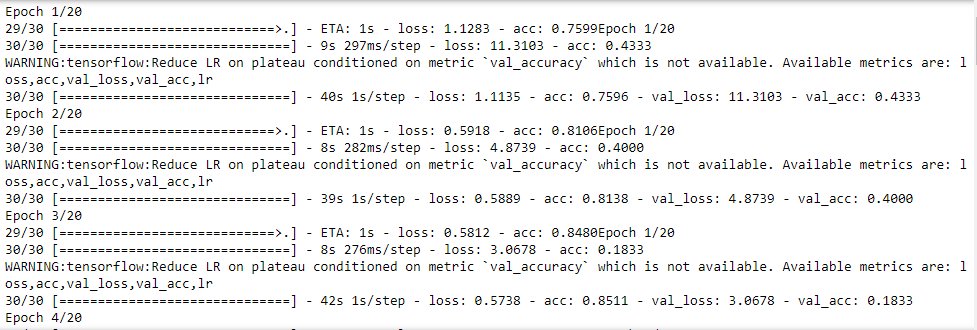 Epoch 1/20
29/30 [============================>.] - ETA: 1s - loss: 1.1283 - acc: 0.7599Epoch 1/20
30/30 [==============================] - 9s 297ms/step - loss: 11.3103 - acc: 0.4333
WARNING:tensorflow:Reduce LR on plateau conditioned on metric `val_accuracy` which is not available. Available metrics are: l
oss,acc,val_loss,val_acc,lr
30/30 [==============================] - 40s 1s/step - loss: 1.1135 - acc: 0.7596 - val_loss: 11.3103 - val_acc: 0.4333
Epoch 2/20
29/30 [============================>.] - ETA: 1s - loss: 0.5918 - acc: 0.8106Epoch 1/20
30/30 [==============================] - 8s 282ms/step - loss: 4.8739 - acc: 0.4000
WARNING:tensorflow:Reduce LR on plateau conditioned on metric `val_accuracy` which is not available. Available metrics are: l
oss,acc,val_loss,val_acc,lr
30/30 [==============================] - 39s 1s/step - loss: 0.5889 - acc: 0.8138 - val_loss: 4.8739 - val_acc: 0.4000
Epoch 3/20
29/30 [============================>.] - ETA: 1s - loss: 0.5812 - acc: 0.8480Epoch 1/20
30/30 [==============================] - 8s 276ms/step - loss: 3.0678 - acc: 0.1833
WARNING:tensorflow:Reduce LR on plateau conditioned on metric `val_accuracy` which is not available. Available metrics are: l
oss,acc,val_loss,val_acc,lr
30/30 [==============================] - 42s 1s/step - loss: 0.5738 - acc: 0.8511 - val_loss: 3.0678 - val_acc: 0.1833
Epoch 4/20